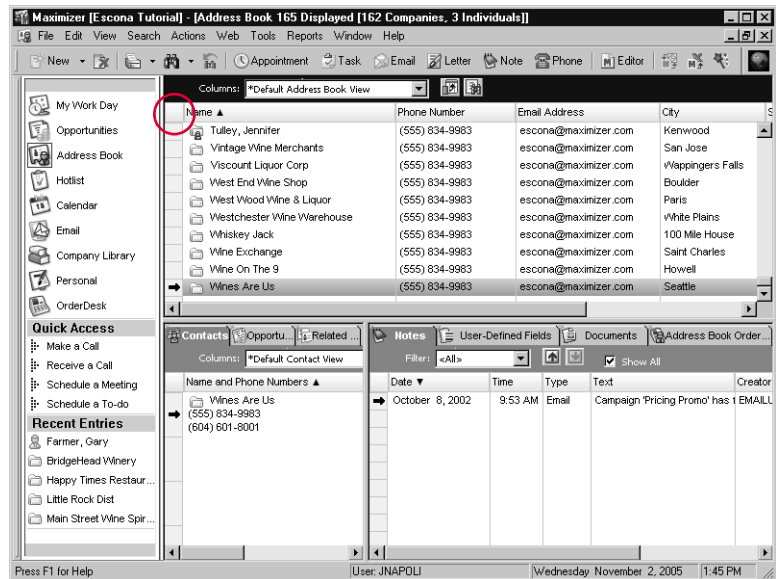 Maximizer [Escona Tutorial] - [Address Book 165 Displayed [162 Companies, 3 Individuals]]
File Edit View Search Actions Web Tools Reports Window Help
New Appointment Task Email Letter Note Phone Editor
Columns: *Default Address Book View
My Work Day
Opportunities
Address Book
Hotlist
Calendar
Email
Company Library
Personal
OrderDesk
Quick Access
Make a Call
Receive a Call
Schedule a Meeting
Schedule a To-do
Recent Entries
Farmer, Gary
BridgeHead Winery
Happy Times Restaur...
Little Rock Dist
Main Street Wine Spir...
Name ▲ Phone Number Email Address City S
Tulley, Jennifer (555) 834-9983 escona@maximizer.com Kenwood
Vintage Wine Merchants (555) 834-9983 escona@maximizer.com San Jose
Viscount Liquor Corp (555) 834-9983 escona@maximizer.com Wappingers Falls
West End Wine Shop (555) 834-9983 escona@maximizer.com Boulder
West Wood Wine & Liquor (555) 834-9983 escona@maximizer.com Paris
Westchester Wine Warehouse (555) 834-9983 escona@maximizer.com White Plains
Whiskey Jack (555) 834-9983 escona@maximizer.com 100 Mile House
Wine Exchange (555) 834-9983 escona@maximizer.com Saint Charles
Wine On The 9 (555) 834-9983 escona@maximizer.com Howell
Wines Are Us (555) 834-9983 escona@maximizer.com Seattle
Contacts Opportu... Related ...
Columns: *Default Contact View
Name and Phone Numbers ▲
Wines Are Us
(555) 834-9983
(604) 601-8001
Notes User-Defined Fields Documents Address Book Order...
Filter: <All> Show All
Date ▼ Time Type Text Creator
October 8, 2002 9:53 AM Email Campaign 'Pricing Promo' has t EMAILU
Press F1 for Help User: JNAPOLI Wednesday November 2, 2005 1:45 PM